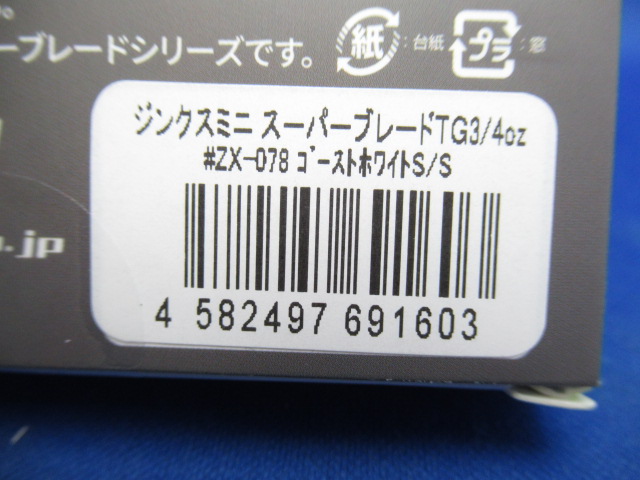 ーブレードシリーズです。
紙
：台紙
プラ
：窓
ジンクスミニ スーパーブレードTG3/4oz
#ZX-078 ｺﾞｰｽﾄﾎﾜｲﾄS/S
.jp
4 582497 691603